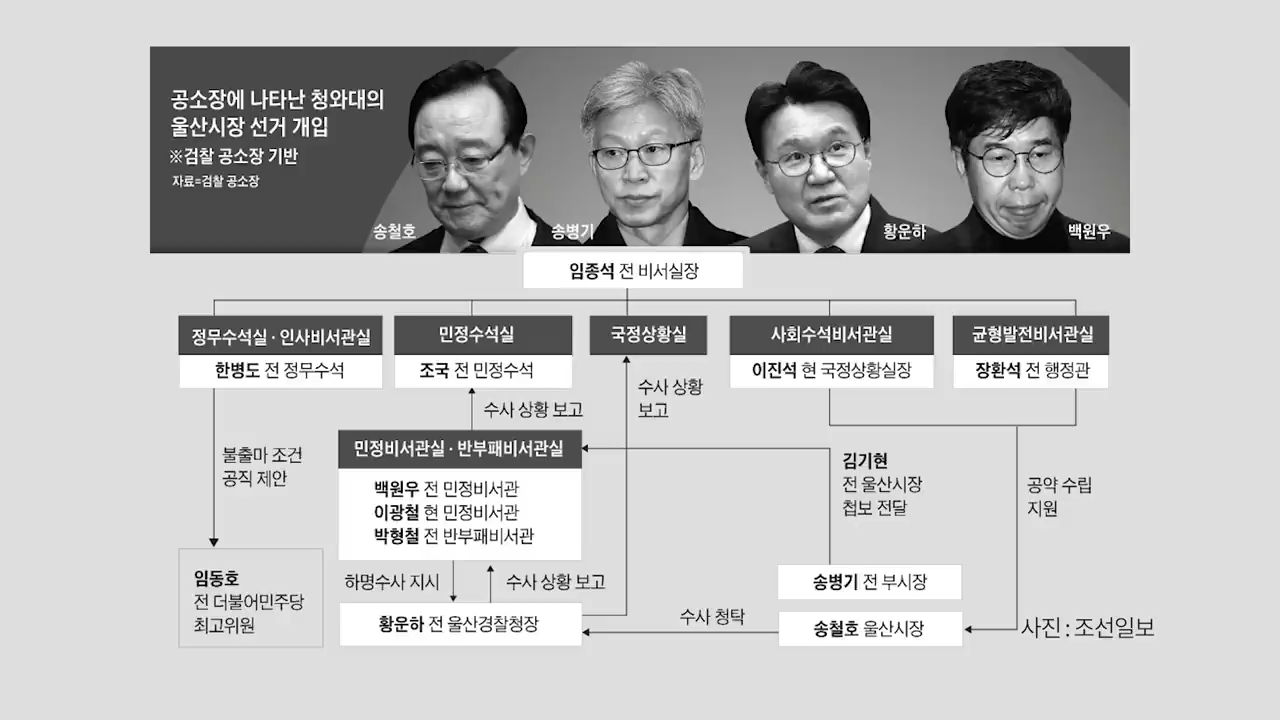 공소장에 나타난 청와대의
울산시장 선거 개입
※검찰 공소장 기반
자료=검찰 공소장
송철호
송병기
황운하
백원우
임종석 전 비서실장
정무수석실·인사비서관실
한병도 전 정무수석
민정수석실
조국 전 민정수석
국정상황실
사회수석비서관실
이진석 현 국정상황실장
균형발전비서관실
장환석 전 행정관
수사 상황 보고
수사 상황
보고
불출마 조건
공직 제안
민정비서관실·반부패비서관실
백원우 전 민정비서관
이광철 현 민정비서관
박형철 전 반부패비서관
김기현
전 울산시장
첩보 전달
공약 수립
지원
임동호
전 더불어민주당
최고위원
하명수사 지시
수사 상황 보고
황운하 전 울산경찰청장
수사 청탁
송병기 전 부시장
송철호 울산시장
사진 : 조선일보